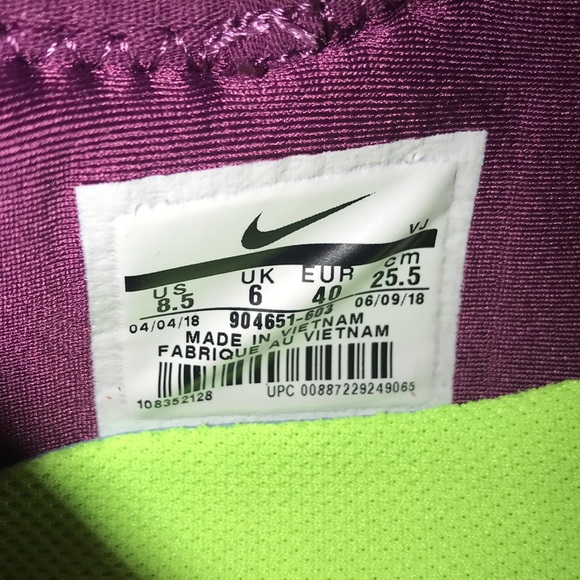 VJ
US UK EUR cm
8.5 6 40 25.5
04/04/18 904651-603 06/09/18
MADE IN VIETNAM
FABRIQUE AU VIETNAM
108352128 UPC 00887229249065